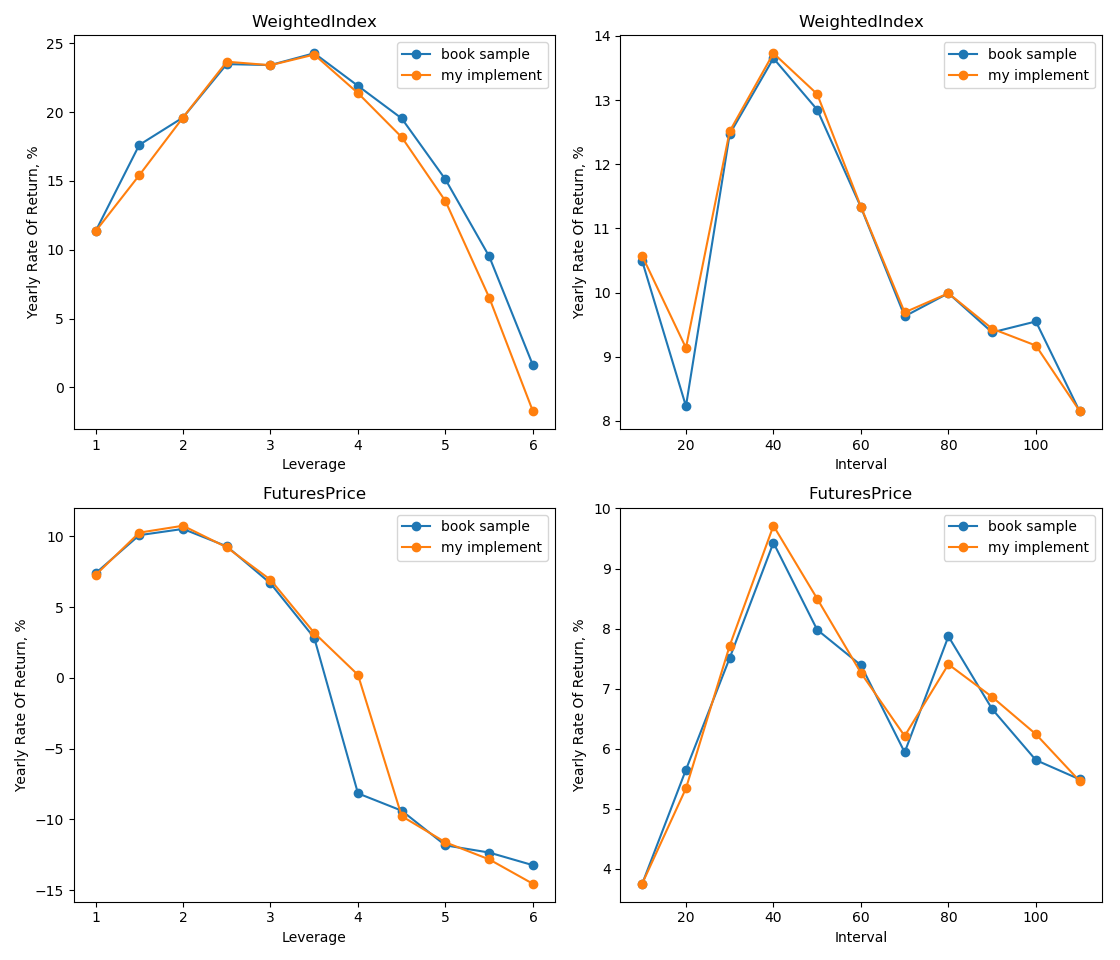 WeightedIndex
25
20
15
10
5
0
Yearly Rate Of Return, %
book sample
my implement
1 2 3 4 5 6
Leverage
WeightedIndex
14
13
12
11
10
9
8
Yearly Rate Of Return, %
book sample
my implement
20 40 60 80 100
Interval
FuturesPrice
10
5
0
−5
−10
−15
Yearly Rate Of Return, %
book sample
my implement
1 2 3 4 5 6
Leverage
FuturesPrice
10
9
8
7
6
5
4
Yearly Rate Of Return, %
book sample
my implement
20 40 60 80 100
Interval